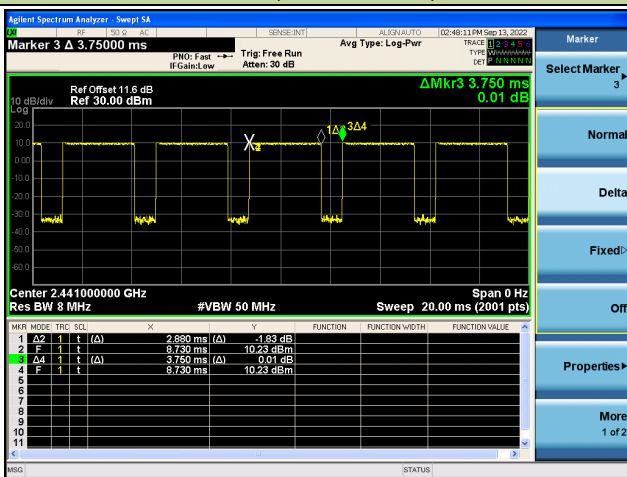 Agilent Spectrum Analyzer - Swept SA
LXI RF 50 Ω AC SENSE:INT ALIGN AUTO 02:48:11 PM Sep 13, 2022
Marker 3 Δ 3.75000 ms
PNO: Fast
IFGain:Low
Trig: Free Run
Atten: 30 dB
Avg Type: Log-Pwr
TRACE 1 2 3 4 5 6
TYPE
DET P N N N N N
Ref Offset 11.6 dB
10 dB/div Ref 30.00 dBm
Log
ΔMkr3 3.750 ms
0.01 dB
20.0
10.0
0.00
-10.0
-20.0
-30.0
-40.0
-50.0
-60.0
3Δ4
Center 2.441000000 GHz Span 0 Hz
Res BW 8 MHz #VBW 50 MHz Sweep 20.00 ms (2001 pts)
MKR MODE TRC SCL X Y FUNCTION FUNCTION WIDTH FUNCTION VALUE
1 Δ2 1 t (Δ) 2.880 ms (Δ) -1.83 dB
2 F 1 t 8.730 ms 10.23 dBm
3 Δ4 1 t (Δ) 3.750 ms (Δ) 0.01 dB
4 F 1 t 8.730 ms 10.23 dBm
5
6
7
8
9
10
11
MSG STATUS
Marker
Select Marker
3
Normal
Delta
Fixed
Off
Properties
More
1 of 2